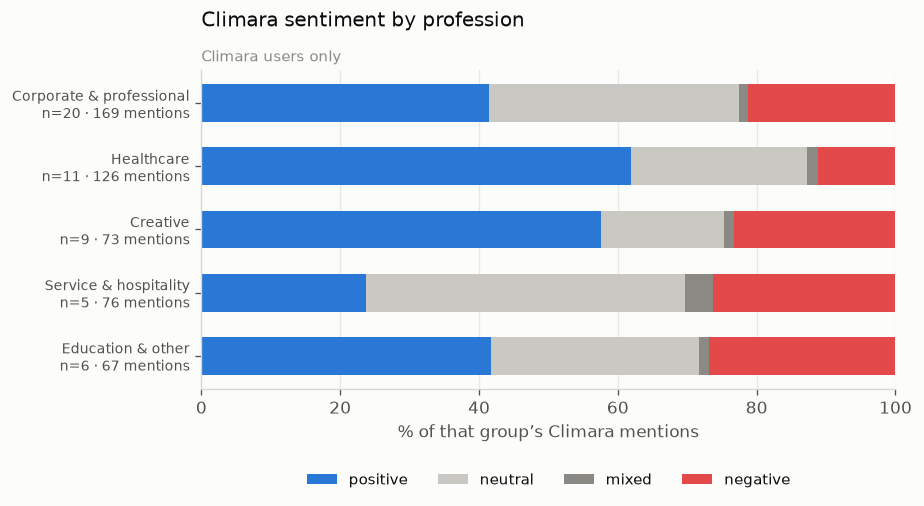 Climara sentiment by profession
Climara users only
Corporate & professional
n=20 · 169 mentions
Healthcare
n=11 · 126 mentions
Creative
n=9 · 73 mentions
Service & hospitality
n=5 · 76 mentions
Education & other
n=6 · 67 mentions
0 20 40 60 80 100
% of that group’s Climara mentions
positive neutral mixed negative